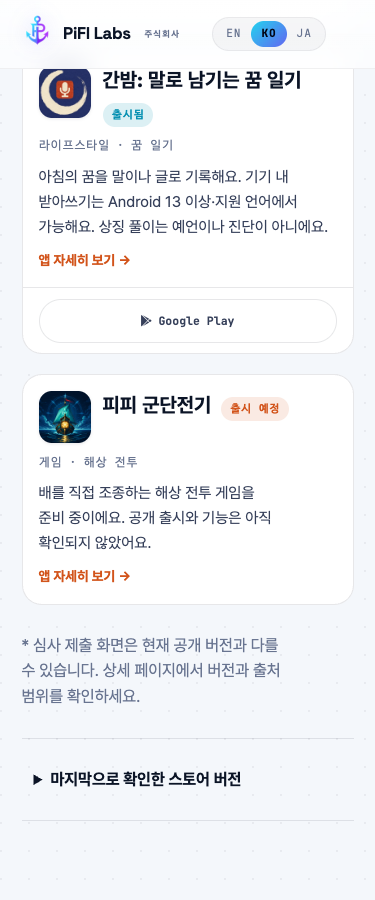 PiFl Labs 주식회사
EN KO JA
간밤: 말로 남기는 꿈 일기
출시됨
라이프스타일 · 꿈 일기
아침의 꿈을 말이나 글로 기록해요. 기기 내
받아쓰기는 Android 13 이상·지원 언어에서
가능해요. 상징 풀이는 예언이나 진단이 아니에요.
앱 자세히 보기 →
Google Play
피피 군단전기 출시 예정
게임 · 해상 전투
배를 직접 조종하는 해상 전투 게임을
준비 중이에요. 공개 출시와 기능은 아직
확인되지 않았어요.
앱 자세히 보기 →
* 심사 제출 화면은 현재 공개 버전과 다를
수 있습니다. 상세 페이지에서 버전과 출처
범위를 확인하세요.
▶ 마지막으로 확인한 스토어 버전